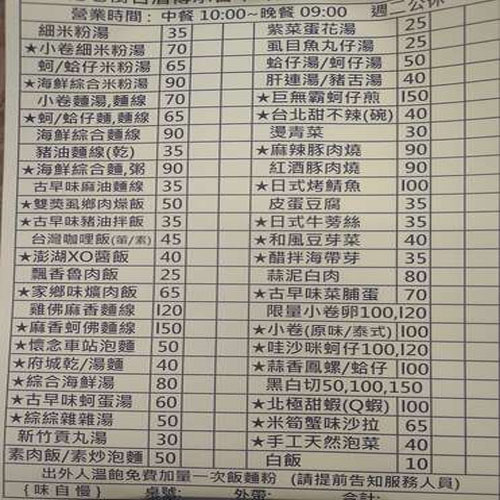 營業時間：中餐 10:00~晚餐 09:00 週二公休
細米粉湯 35
★小卷細米粉湯 70
蚵/蛤仔米粉湯 65
★海鮮綜合米粉湯 90
小卷麵湯,麵線 70
★蚵/蛤仔麵,麵線 65
海鮮綜合麵線 90
豬油麵線(乾) 35
★海鮮綜合麵,粥 90
古早味麻油麵線 35
★雙獎虱鄉肉燥飯 50
★古早味豬油拌飯 35
台灣咖哩飯(葷/素) 45
★澎湖XO醬飯 40
飄香魯肉飯 25
★家鄉味爌肉飯 65
雞佛麻香麵線 120
★麻香蚵佛麵線 150
★懷念車站泡麵 50
★府城乾/湯麵 40
★綜合海鮮湯 80
★古早味蚵蛋湯 60
★綜綜雜雜湯 50
新竹貢丸湯 30
素肉飯/素炒泡麵 50
紫菜蛋花湯 25
虱目魚丸仔湯 25
蛤仔湯/蚵仔湯 50
肝連湯/豬舌湯 40
★巨無霸蚵仔煎 150
★台北甜不辣(碗) 40
燙青菜 30
★麻辣豚肉燒 90
紅酒豚肉燒 90
★日式烤鯖魚 100
皮蛋豆腐 35
★日式牛蒡絲 35
★和風豆芽菜 40
★醋拌海帶芽 35
蒜泥白肉 80
★古早味菜脯蛋 70
限量小卷卵100,120
★小卷(原味/泰式) 100
★哇沙咪蚵仔100,120
★蒜香鳳螺/蛤仔 100
黑白切50,100,150
★北極甜蝦(Q蝦) 100
★米筍蟹味沙拉 65
★手工天然泡菜 40
白飯 10
出外人溫飽免費加量一次飯麵粉 (請提前告知服務人員)
{味自慢} 桌號: 外帶: 合計: